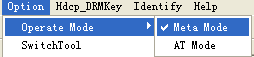 Option Hdcp_DRMKey Identify Help
Operate Mode Meta Mode
SwitchTool AT Mode